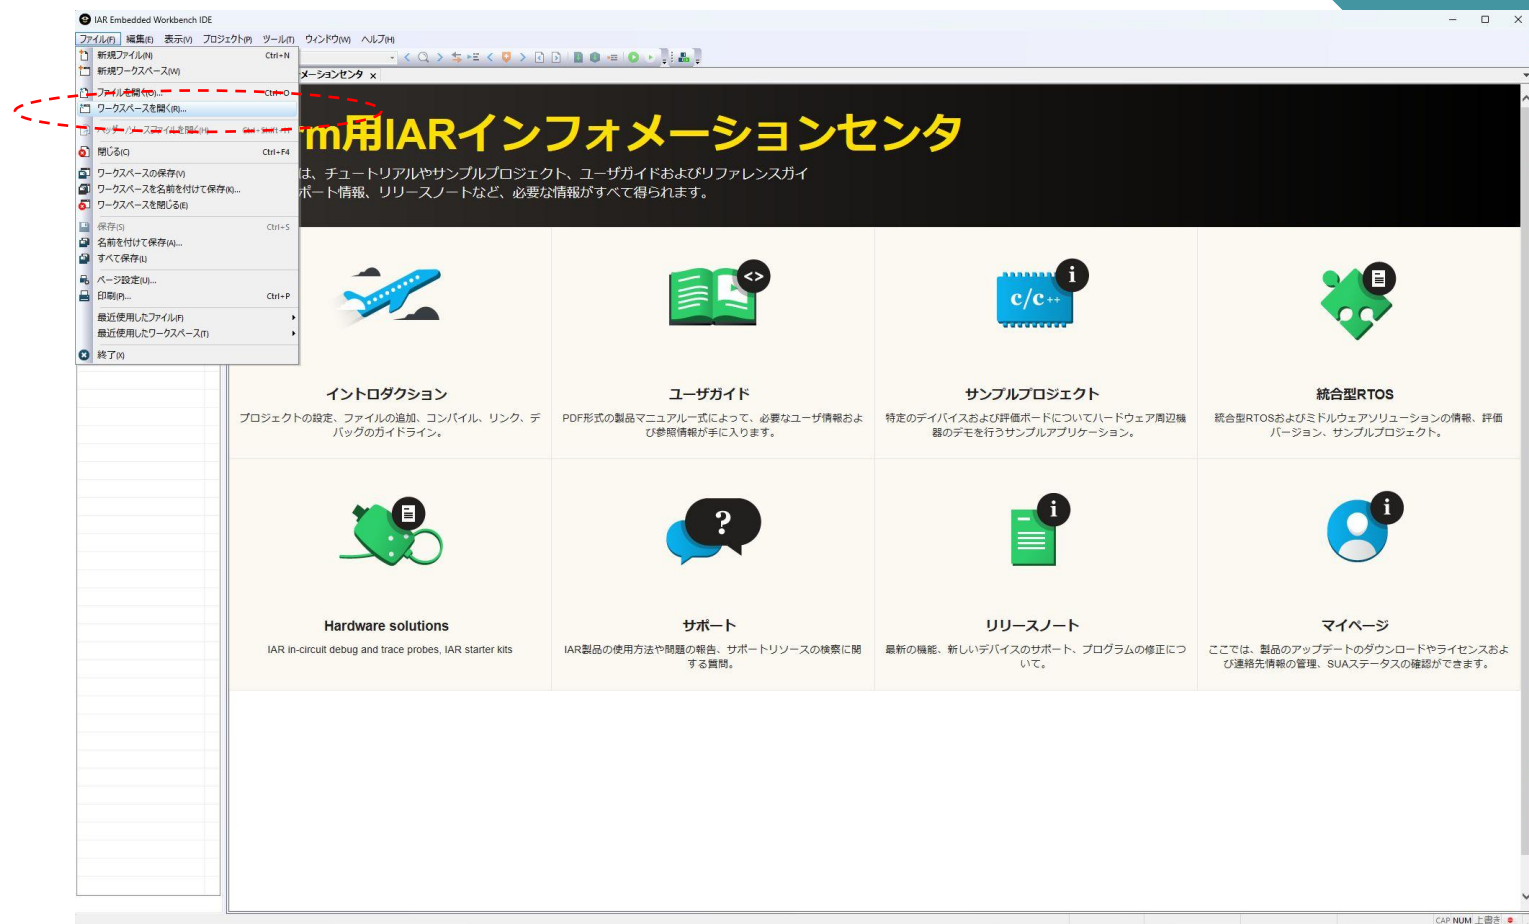 IAR Embedded Workbench IDE
ファイル(F) 編集(E) 表示(V) プロジェクト(P) ツール(T) ウィンドウ(W) ヘルプ(H)
新規ファイル(N) Ctrl+N
新規ワークスペース(W)
ファイルを開く(O)... Ctrl+O
ワークスペースを開く(R)...
閉じる(C) Ctrl+F4
ワークスペースの保存(V)
ワークスペースを名前を付けて保存(K)...
ワークスペースを閉じる(E)
保存(S) Ctrl+S
名前を付けて保存(A)...
すべて保存(L)
ページ設定(U)...
印刷(P)... Ctrl+P
最近使用したファイル(F)
最近使用したワークスペース(T)
終了(X)
メーションセンタ ×
rm用IARインフォメーションセンタ
は、チュートリアルやサンプルプロジェクト、ユーザガイドおよびリファレンスガイ
ポート情報、リリースノートなど、必要な情報がすべて得られます。
<>
i
c/c++
イントロダクション
プロジェクトの設定、ファイルの追加、コンパイル、リンク、デ
バッグのガイドライン。
ユーザガイド
PDF形式の製品マニュアル一式によって、必要なユーザ情報およ
び参照情報が手に入ります。
サンプルプロジェクト
特定のデイバイスおよび評価ボードについてハードウェア周辺機
器のデモを行うサンプルアプリケーション。
統合型RTOS
統合型RTOSおよびミドルウェアソリューションの情報、評価
バージョン、サンプルプロジェクト。
?
i
i
Hardware solutions
IAR in-circuit debug and trace probes, IAR starter kits
サポート
IAR製品の使用方法や問題の報告、サポートリソースの検索に関
する質問。
リリースノート
最新の機能、新しいデバイスのサポート、プログラムの修正につ
いて。
マイページ
ここでは、製品のアップデートのダウンロードやライセンスおよ
び連絡先情報の管理、SUAステータスの確認ができます。
CAP NUM 上書き